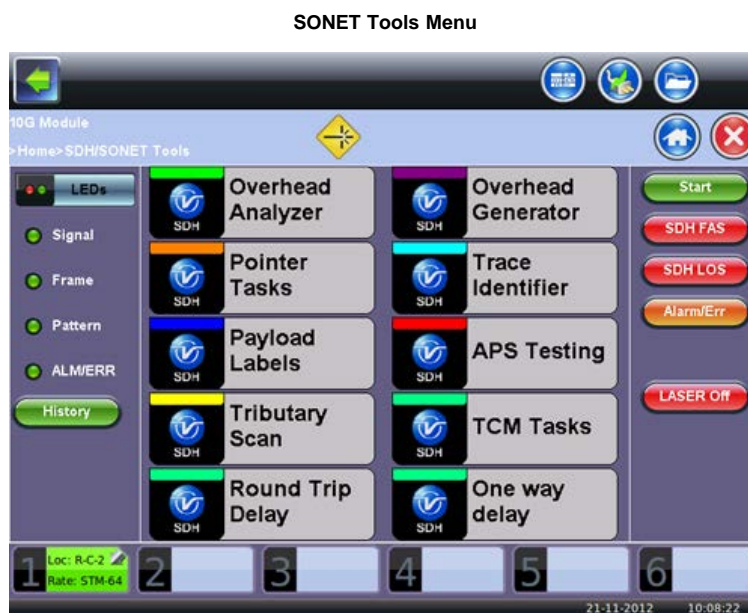 SONET Tools Menu
10G Module
>Home>SDH/SONET Tools
LEDs
Signal
Frame
Pattern
ALM/ERR
History
SDH
Overhead
Analyzer
SDH
Overhead
Generator
SDH
Pointer
Tasks
SDH
Trace
Identifier
SDH
Payload
Labels
SDH
APS Testing
SDH
Tributary
Scan
SDH
TCM Tasks
SDH
Round Trip
Delay
SDH
One way
delay
Start
SDH FAS
SDH LOS
Alarm/Err
LASER Off
1
Loc: R-C-2
Rate: STM-64
2
3
4
5
6
21-11-2012 10:08:22